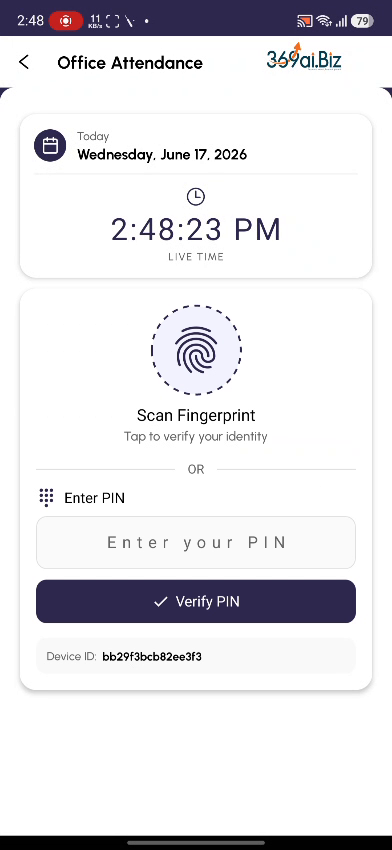 2:48 11 KB/s 79
Office Attendance 369ai.Biz
Today
Wednesday, June 17, 2026
2:48:23 PM
LIVE TIME
Scan Fingerprint
Tap to verify your identity
OR
Enter PIN
Enter your PIN
Verify PIN
Device ID: bb29f3bcb82ee3f3